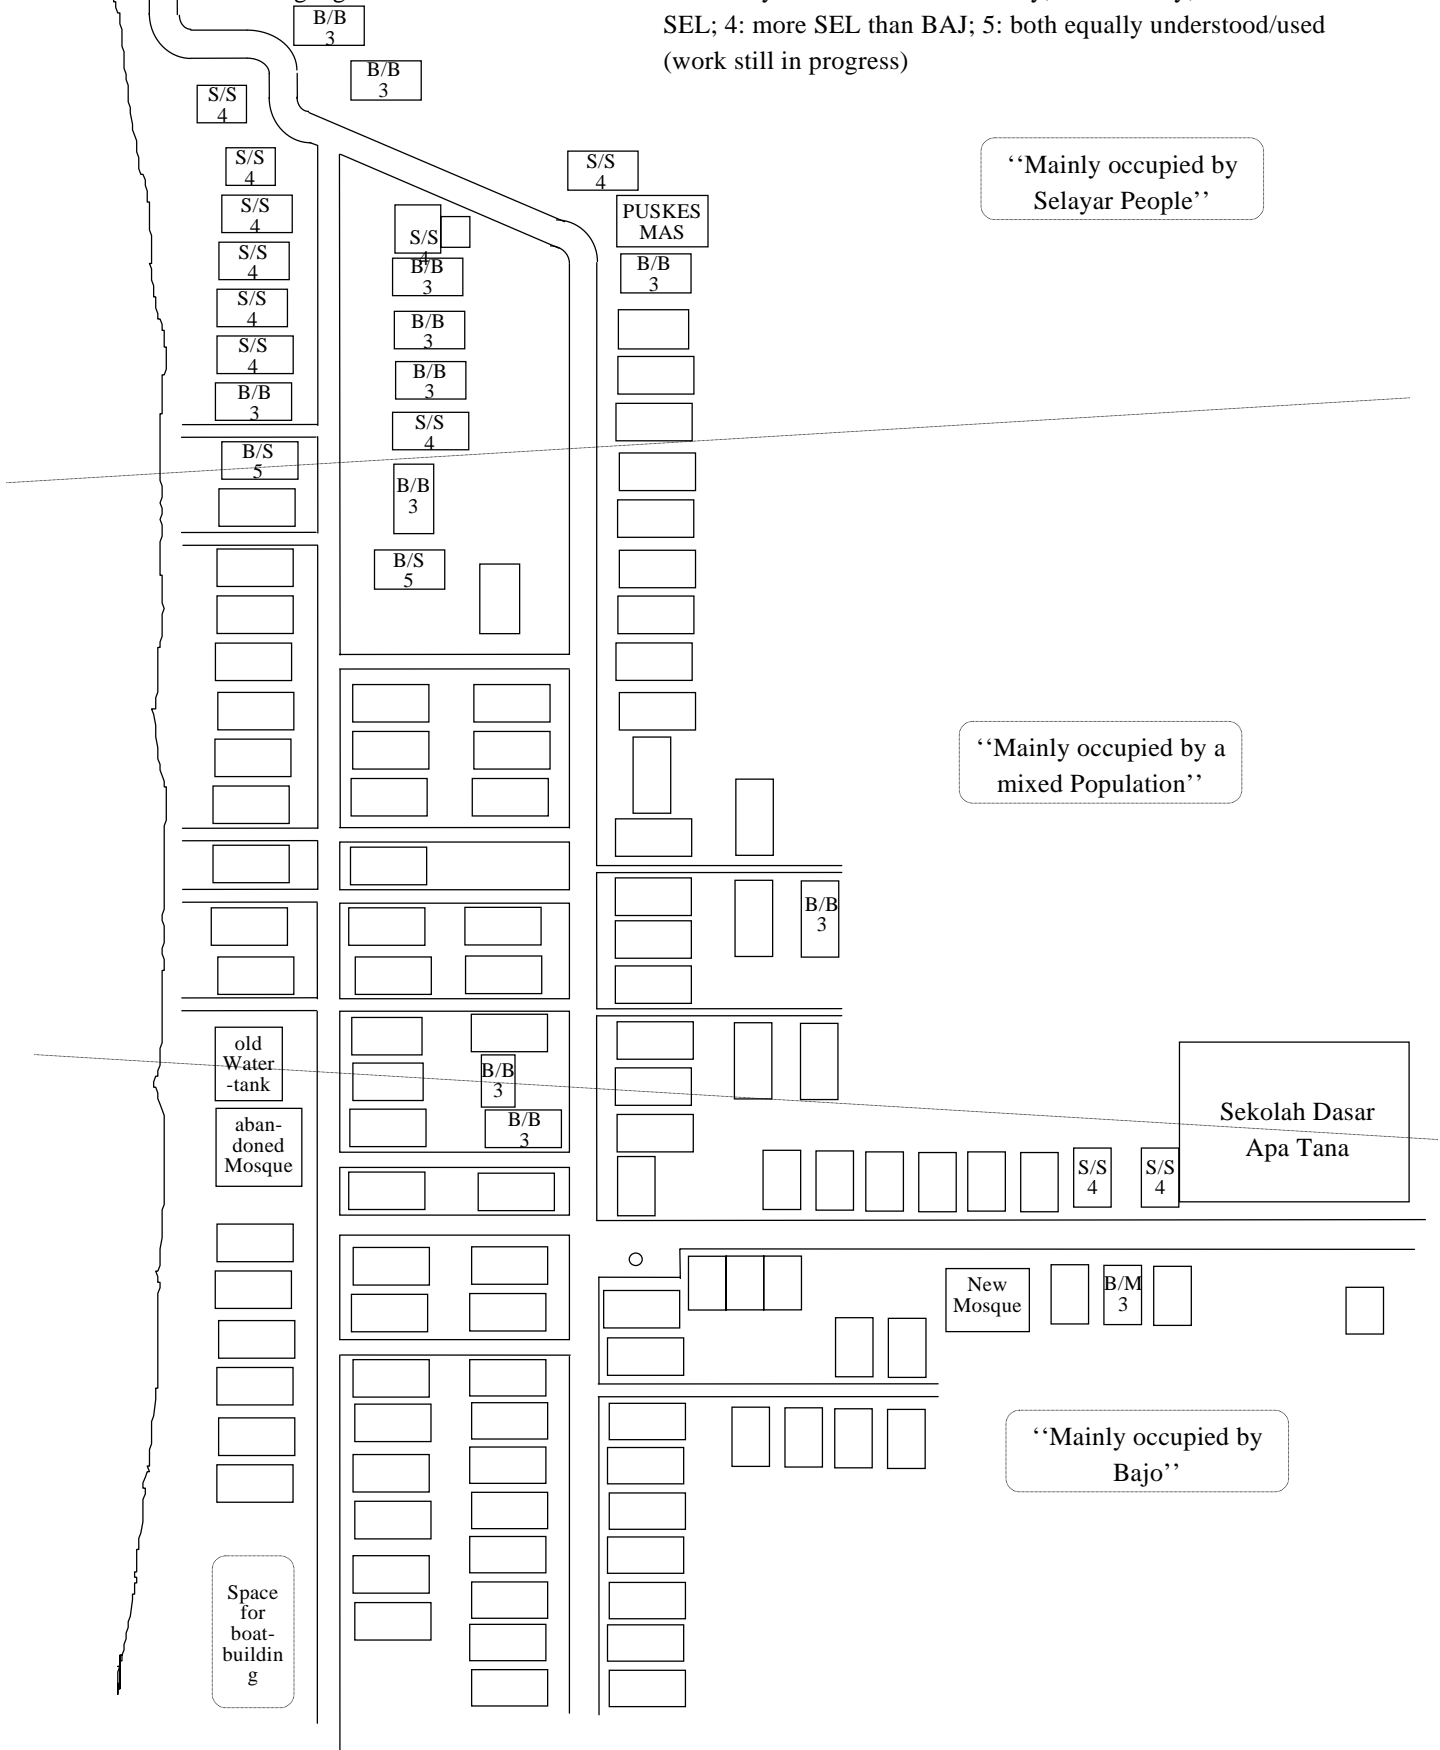 B/B
3
SEL; 4: more SEL than BAJ; 5: both equally understood/used
(work still in progress)
B/B
3
S/S
4
S/S
4
S/S
4
S/S
4
S/S
4
S/S
4
B/B
3
B/S
5
S/S
4
B/B
3
B/B
3
B/B
3
S/S
4
B/B
3
B/S
5
S/S
4
PUSKES
MAS
B/B
3
‘‘Mainly occupied by
Selayar People’’
‘‘Mainly occupied by a
mixed Population’’
B/B
3
old
Water
-tank
aban-
doned
Mosque
B/B
3
B/B
3
S/S
4
S/S
4
Sekolah Dasar
Apa Tana
New
Mosque
B/M
3
‘‘Mainly occupied by
Bajo’’
Space
for
boat-
buildin
g